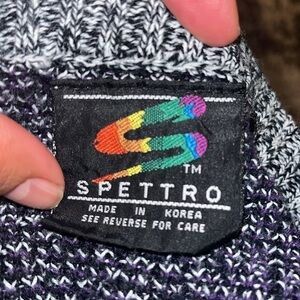 TM
SPETTRO
MADE IN KOREA
SEE REVERSE FOR CARE